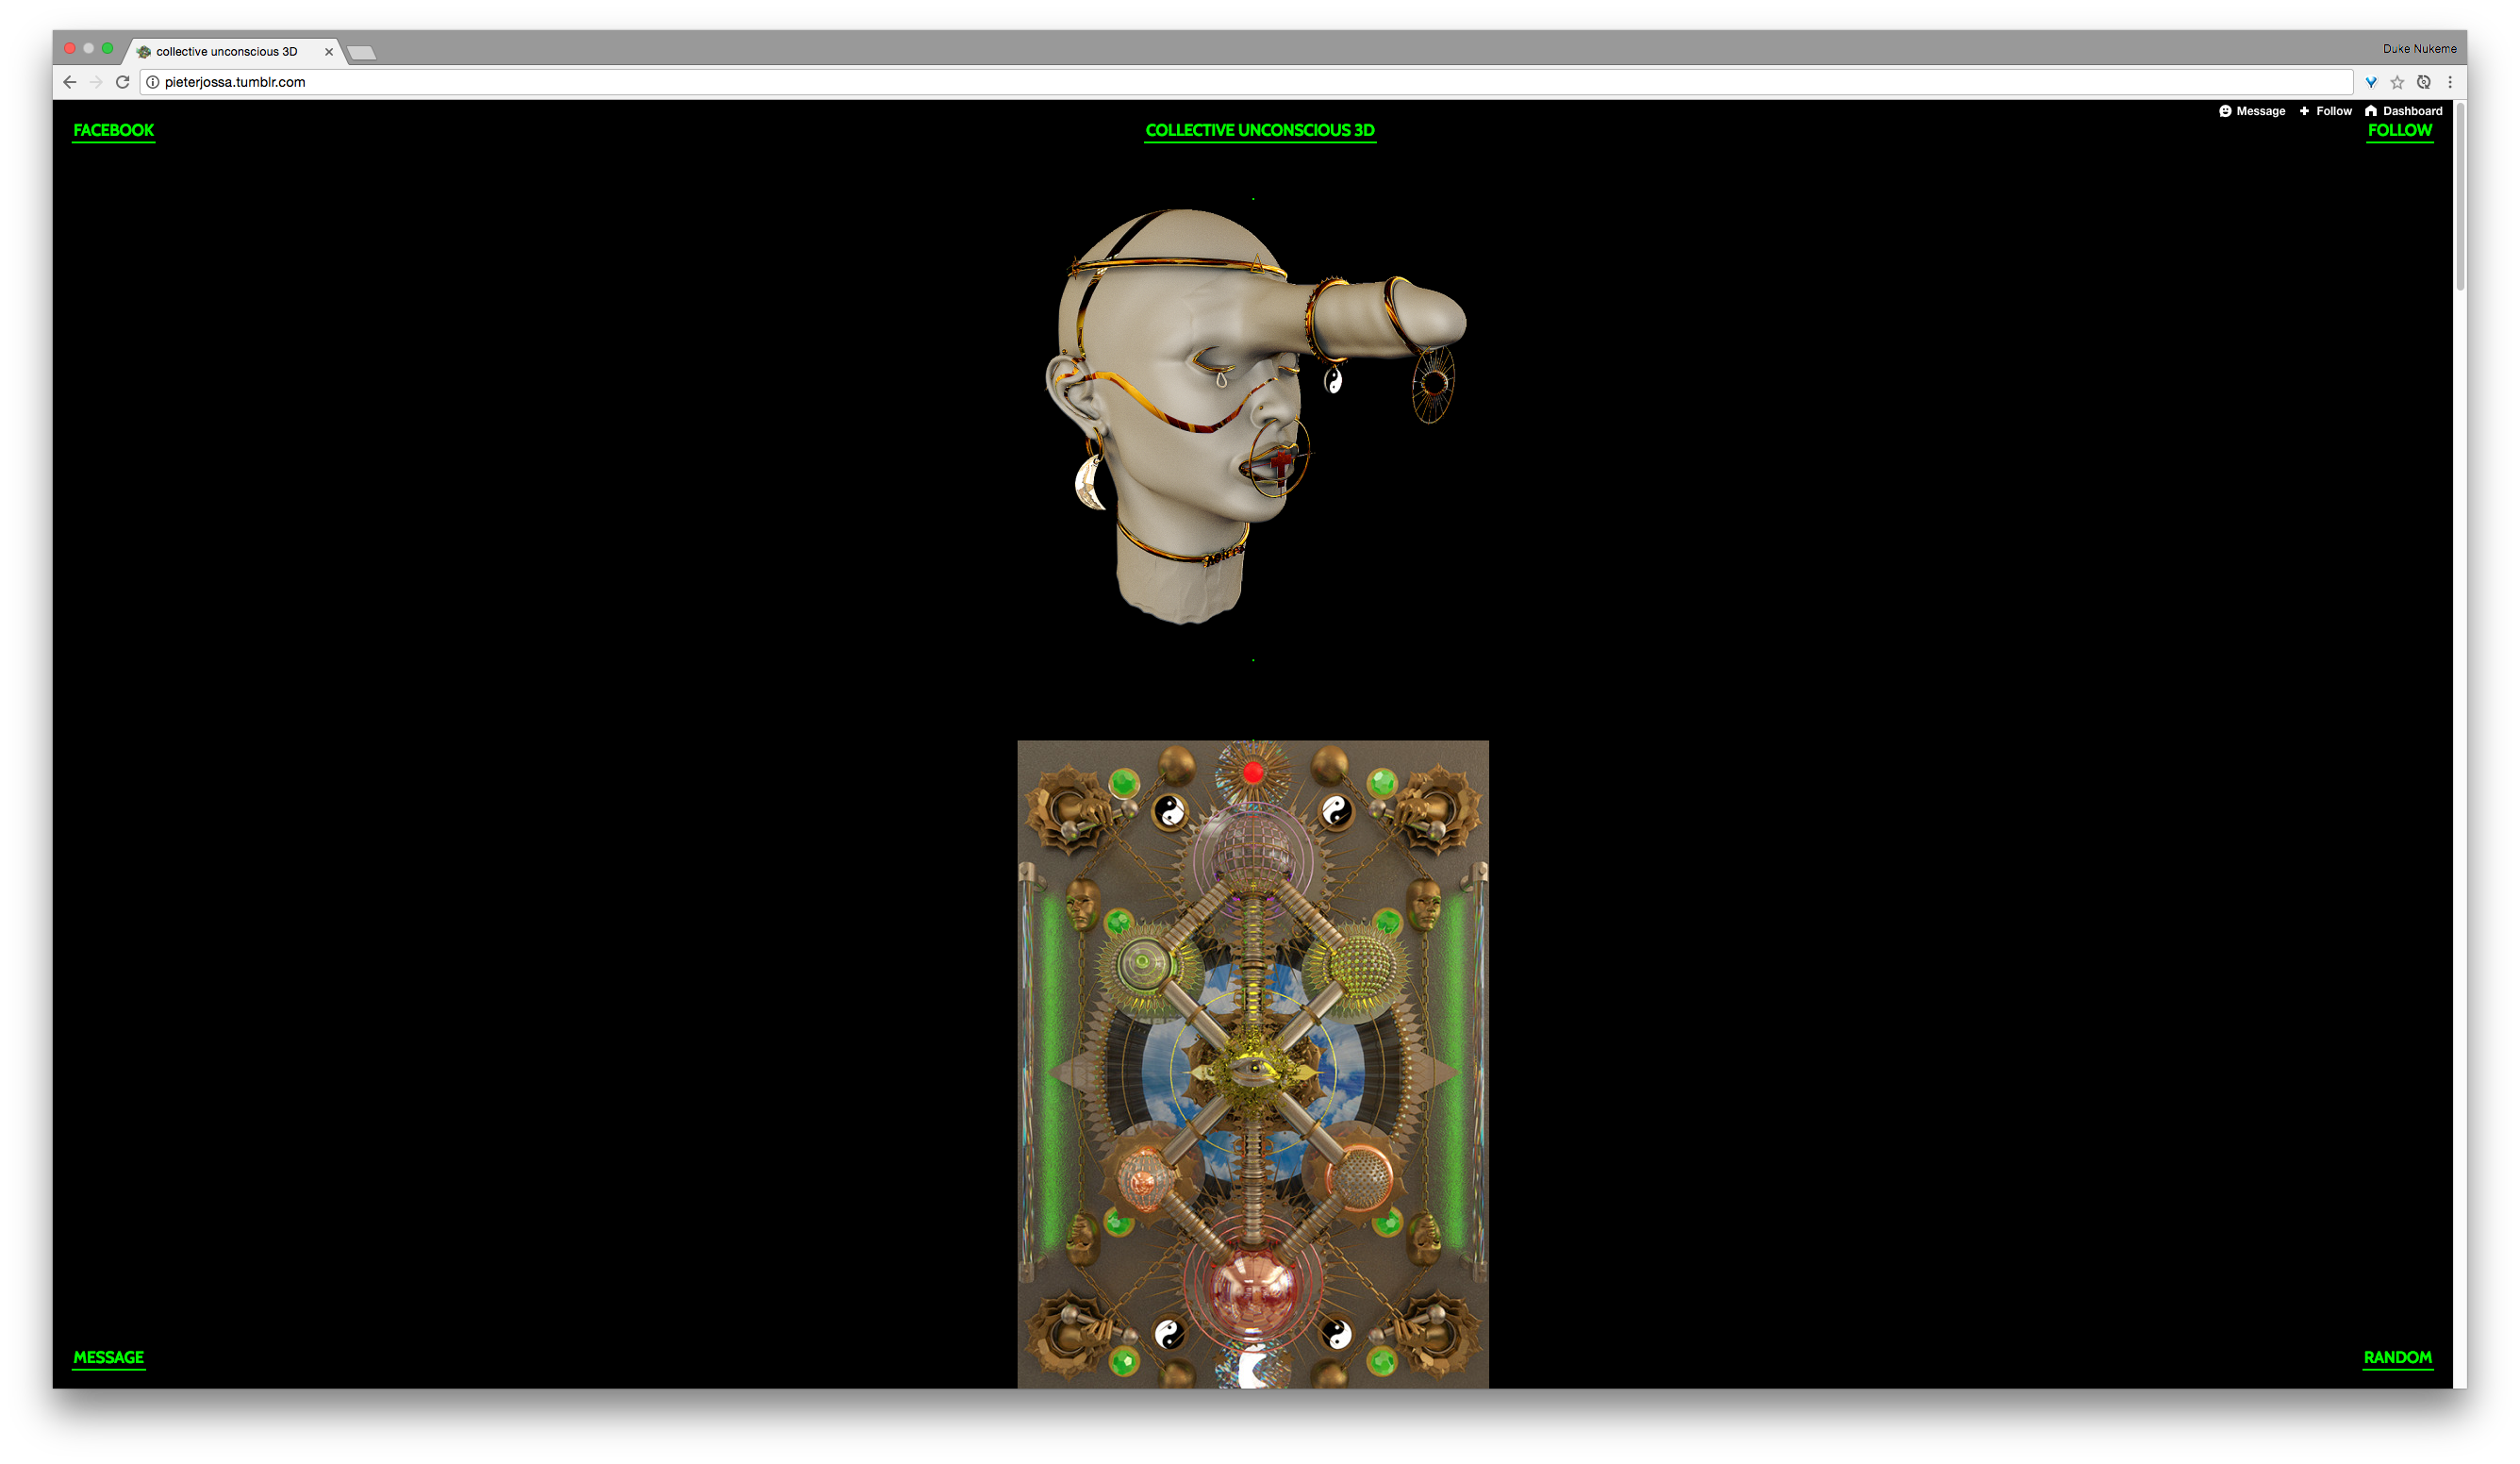 collective unconscious 3D
Duke Nukeme
pieterjossa.tumblr.com
Message Follow Dashboard
FACEBOOK
COLLECTIVE UNCONSCIOUS 3D
FOLLOW
MESSAGE
RANDOM